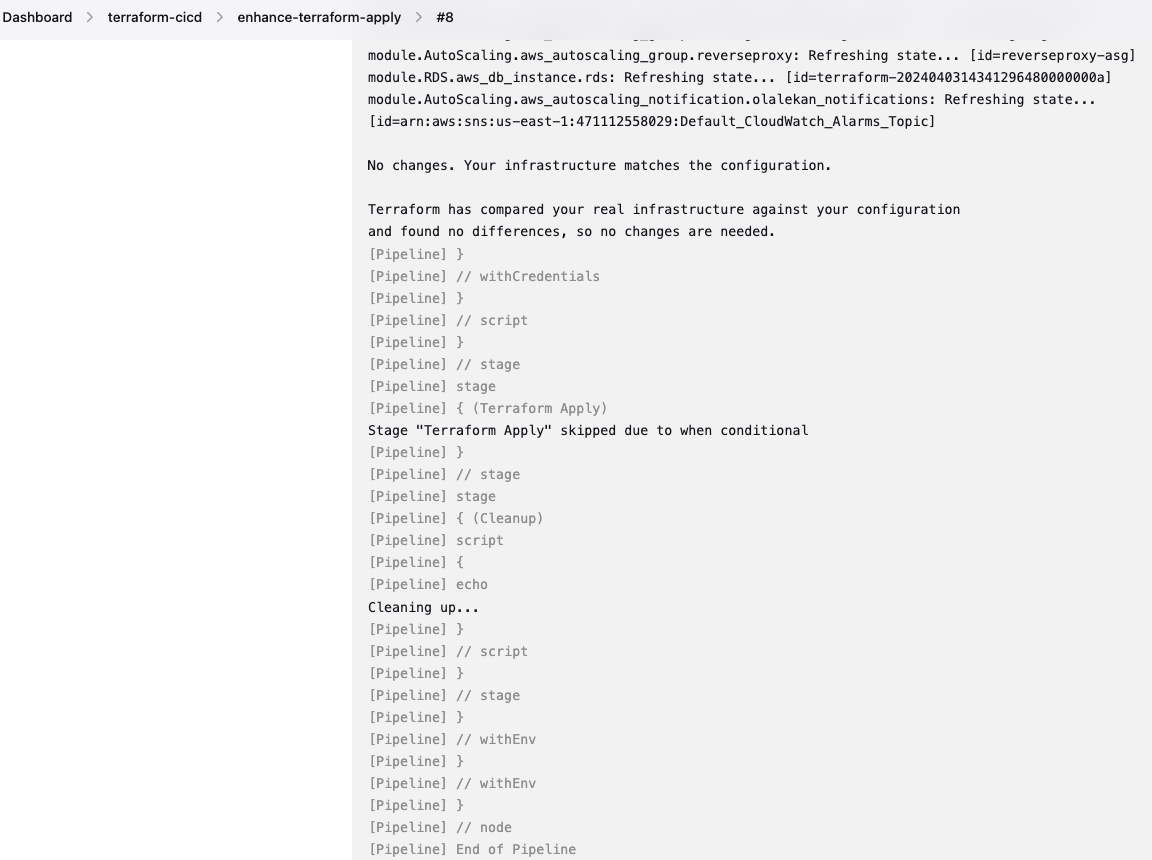 Dashboard > terraform-cicd > enhance-terraform-apply > #8
module.AutoScaling.aws_autoscaling_group.reverseproxy: Refreshing state... [id=reverseproxy-asg]
module.RDS.aws_db_instance.rds: Refreshing state... [id=terraform-20240403143412964800000000a]
module.AutoScaling.aws_autoscaling_notification.olalekan_notifications: Refreshing state...
[id=arn:aws:sns:us-east-1:471112558029:Default_CloudWatch_Alarms_Topic]
No changes. Your infrastructure matches the configuration.
Terraform has compared your real infrastructure against your configuration
and found no differences, so no changes are needed.
[Pipeline] }
[Pipeline] // withCredentials
[Pipeline] }
[Pipeline] // script
[Pipeline] }
[Pipeline] // stage
[Pipeline] stage
[Pipeline] { (Terraform Apply)
Stage "Terraform Apply" skipped due to when conditional
[Pipeline] }
[Pipeline] // stage
[Pipeline] stage
[Pipeline] { (Cleanup)
[Pipeline] script
[Pipeline] {
[Pipeline] echo
Cleaning up...
[Pipeline] }
[Pipeline] // script
[Pipeline] }
[Pipeline] // stage
[Pipeline] }
[Pipeline] // withEnv
[Pipeline] }
[Pipeline] // withEnv
[Pipeline] }
[Pipeline] // node
[Pipeline] End of Pipeline